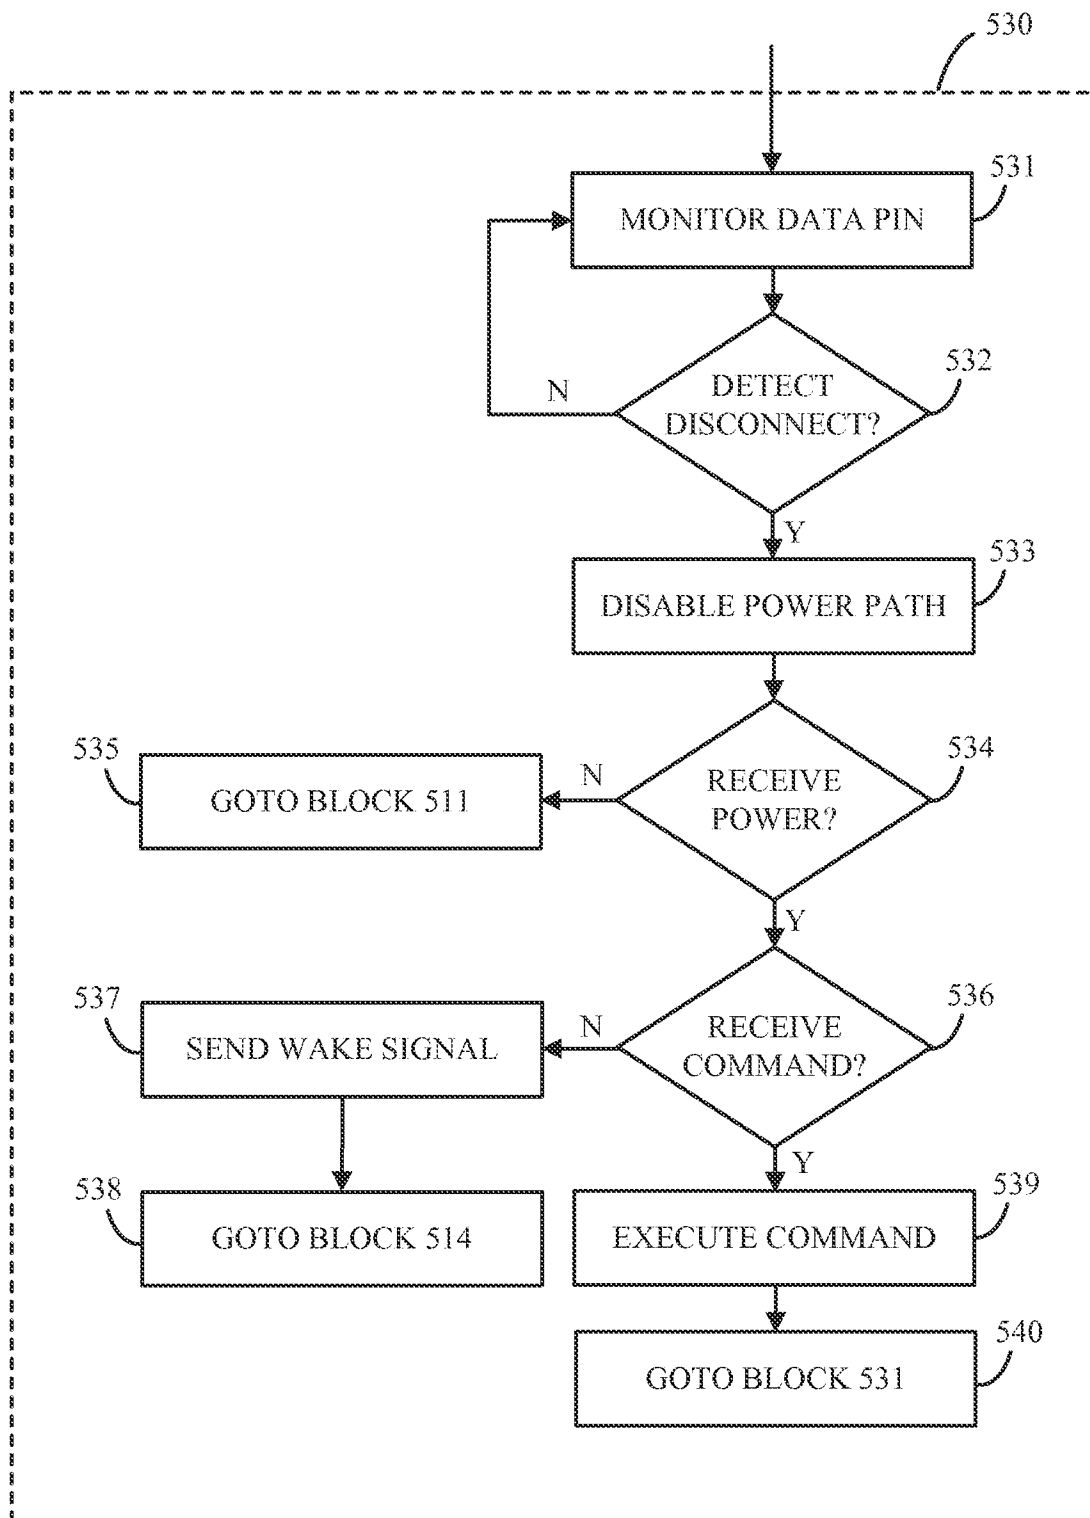 530
531
MONITOR DATA PIN
532
DETECT
DISCONNECT?
N
Y
533
DISABLE POWER PATH
535
534
GOTO BLOCK 511
N
RECEIVE
POWER?
Y
537
536
SEND WAKE SIGNAL
N
RECEIVE
COMMAND?
Y
538
539
GOTO BLOCK 514
EXECUTE COMMAND
540
GOTO BLOCK 531